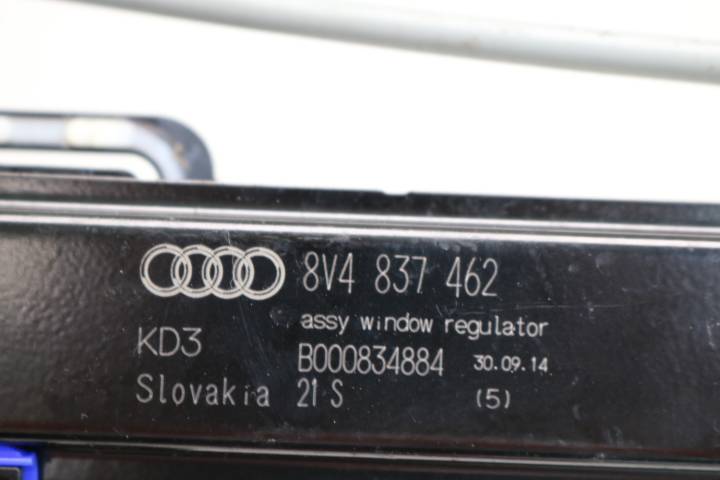 8V4 837 462
assy window regulator
KD3 B000834884 30.09.14
Slovakia 21 S (5)